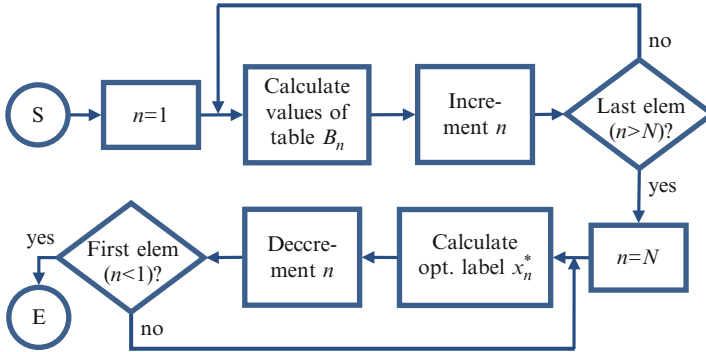 no
S
n=1
Calculate
values of
table Bₙ
Incre-
ment n
Last elem
(n>N)?
yes
yes
First elem
(n<1)?
Deccre-
ment n
Calculate
opt. label xₙ*
n=N
E
no